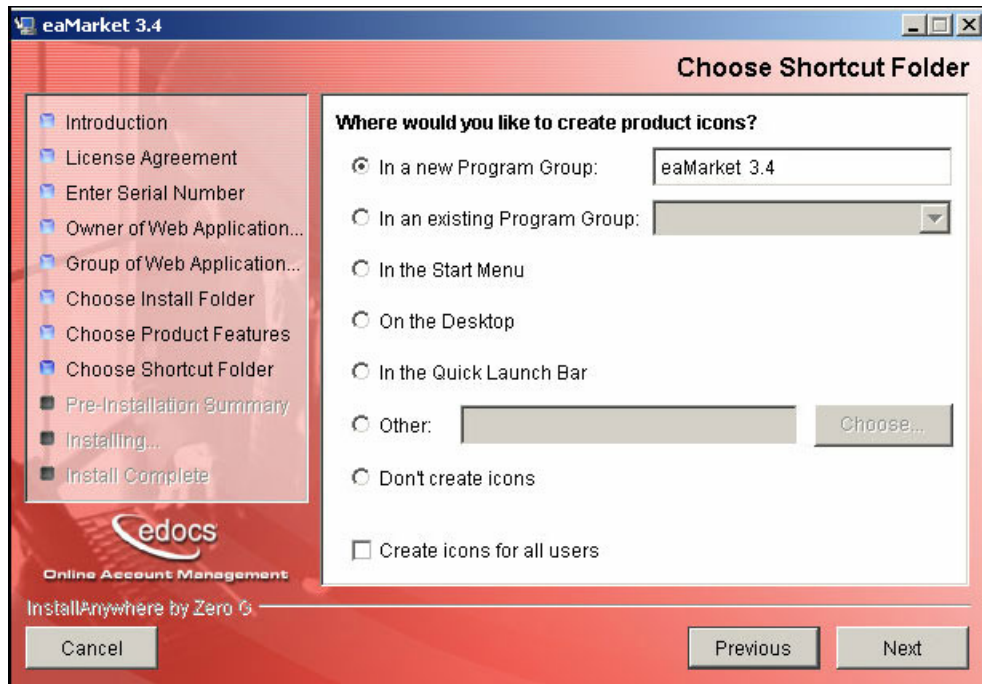 eaMarket 3.4
Choose Shortcut Folder
Introduction
License Agreement
Enter Serial Number
Owner of Web Application...
Group of Web Application...
Choose Install Folder
Choose Product Features
Choose Shortcut Folder
Pre-Installation Summary
Installing...
Install Complete
edocs
Online Account Management
Where would you like to create product icons?
In a new Program Group: eaMarket 3.4
In an existing Program Group:
In the Start Menu
On the Desktop
In the Quick Launch Bar
Other: Choose...
Don't create icons
Create icons for all users
InstallAnywhere by Zero G
Cancel Previous Next